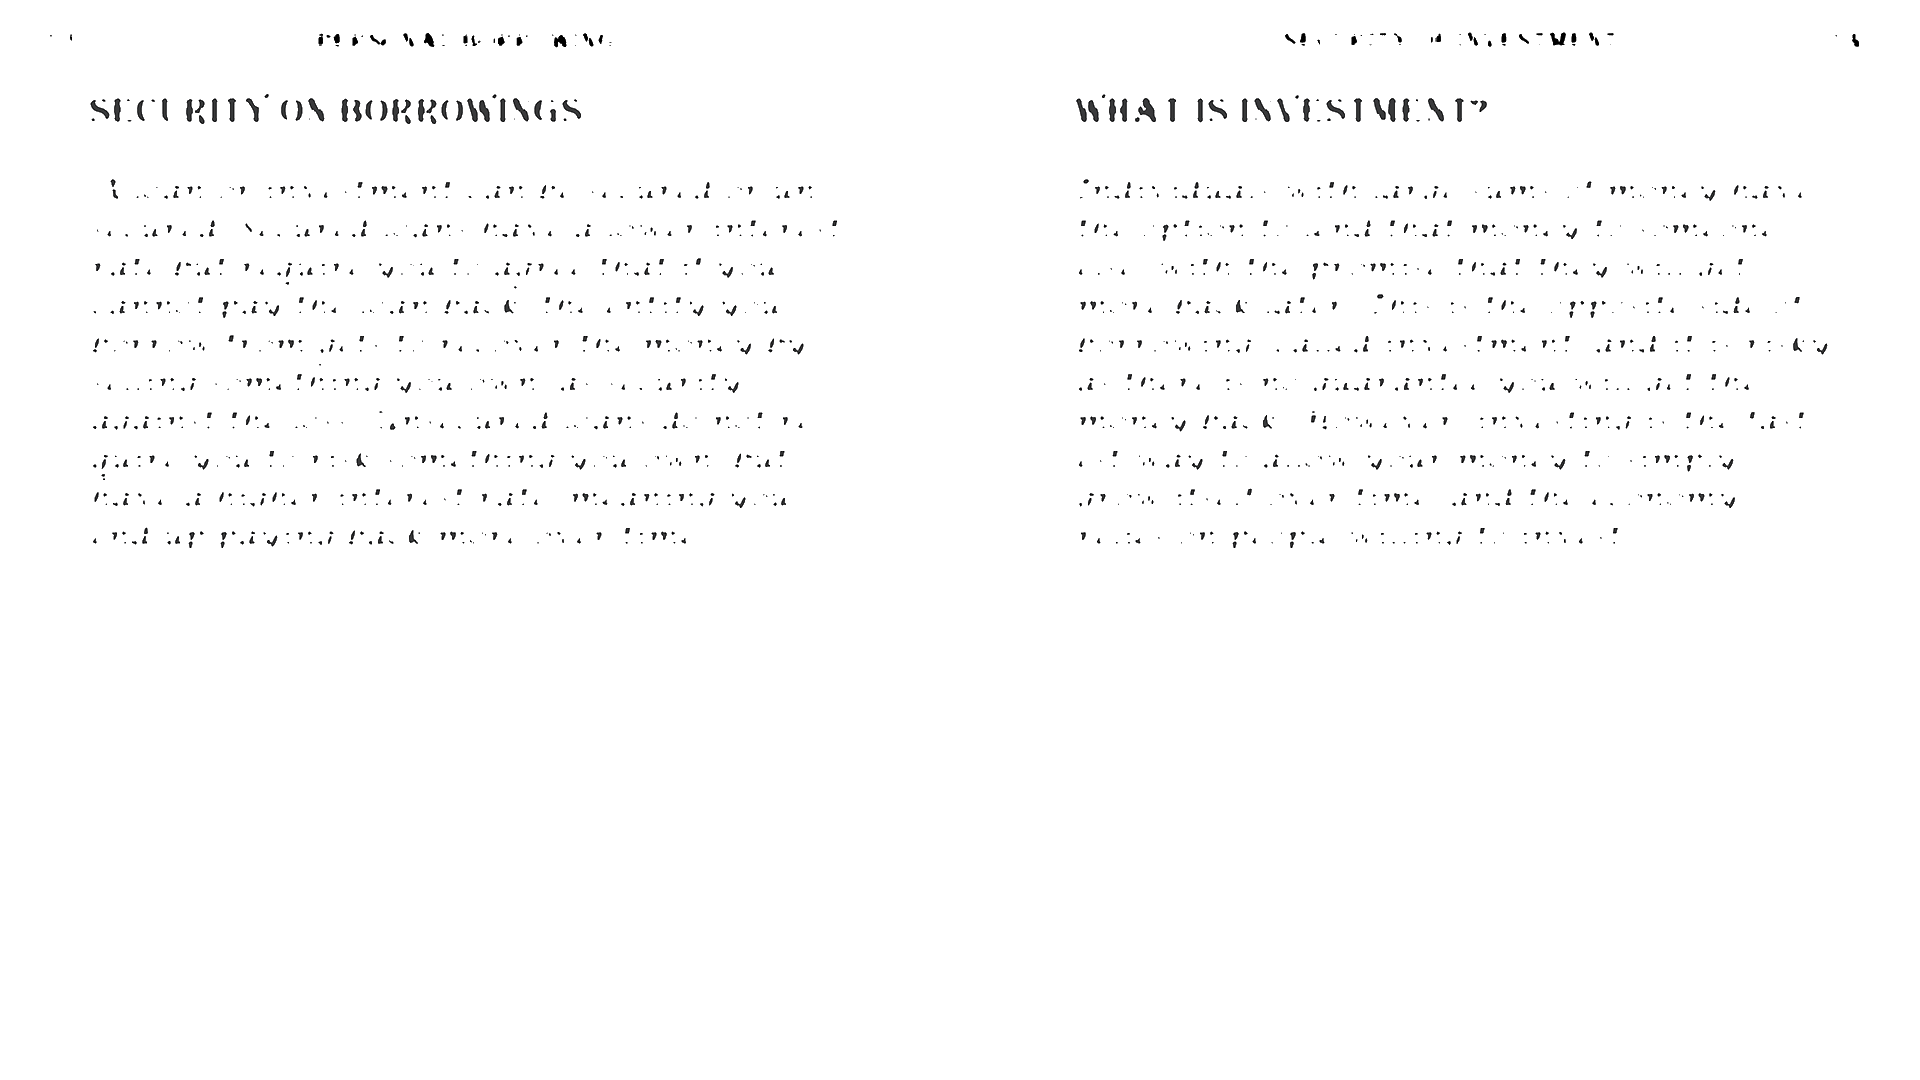 PERSONAL BORROWING
SECURITY ON BORROWINGS
A loan or investment can be secured or un-
secured. Secured loans have a lower interest
rate but require you to agree that if you
cannot pay the loan back, the entity you
borrow from gets to recover the money by
selling something you own as security
against the loss. Unsecured loans do not re-
quire you to risk something you own, but
have a higher interest rate, meaning you
end up paying back more over time.
SECURITY OF INVESTMENT
WHAT IS INVESTMENT?
Individuals with large sums of money have
the option to lend that money to someone
else, with the promise that they will get
more back later. This is the opposite side of
borrowing, called investment, and it is risky
as there is no guarantee you will get the
money back. However, investing is the fast-
est way to allow your money to simply
grow itself over time, and the economy
relies on people willing to invest.